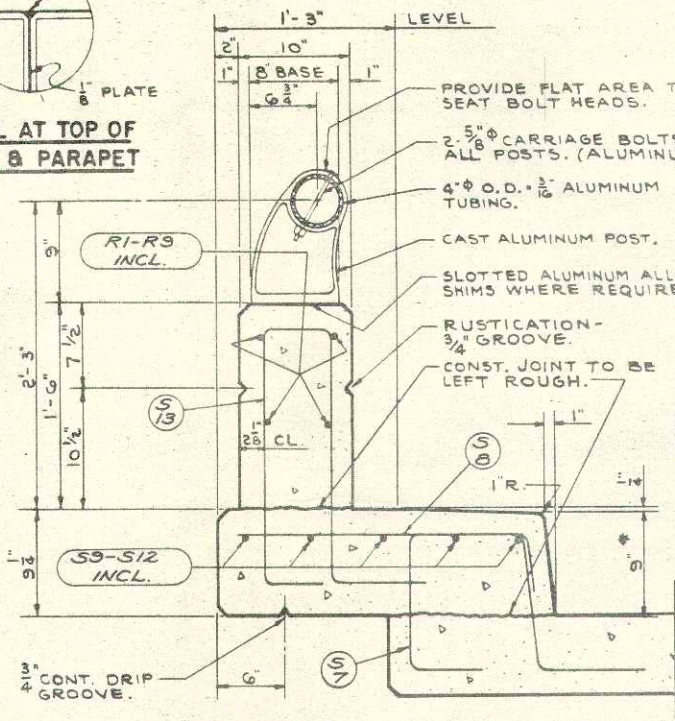 1'-3"
LEVEL
2"
10"
1"
8" BASE
1"
6 3/4"
1/8" PLATE
AT TOP OF
& PARAPET
PROVIDE FLAT AREA
SEAT BOLT HEADS.
2-5/8"φ CARRIAGE BOLTS
ALL POSTS. (ALUMINU
4"φ O.D. × 3/16" ALUMINUM
TUBING.
CAST ALUMINUM POST.
SLOTTED ALUMINUM ALL
SHIMS WHERE REQUIRE
RUSTICATION-
3/4" GROOVE.
CONST. JOINT TO BE
LEFT ROUGH.
R1-R9
INCL.
9"
2'-3"
1'-6"
7 1/2"
10 1/2"
S
13
2 1/8" CL.
S
8
1"
1" R.
1/4"
9" *
9 1/4"
S9-S12
INCL.
3/4" CONT. DRIP
GROOVE.
6"
S
7